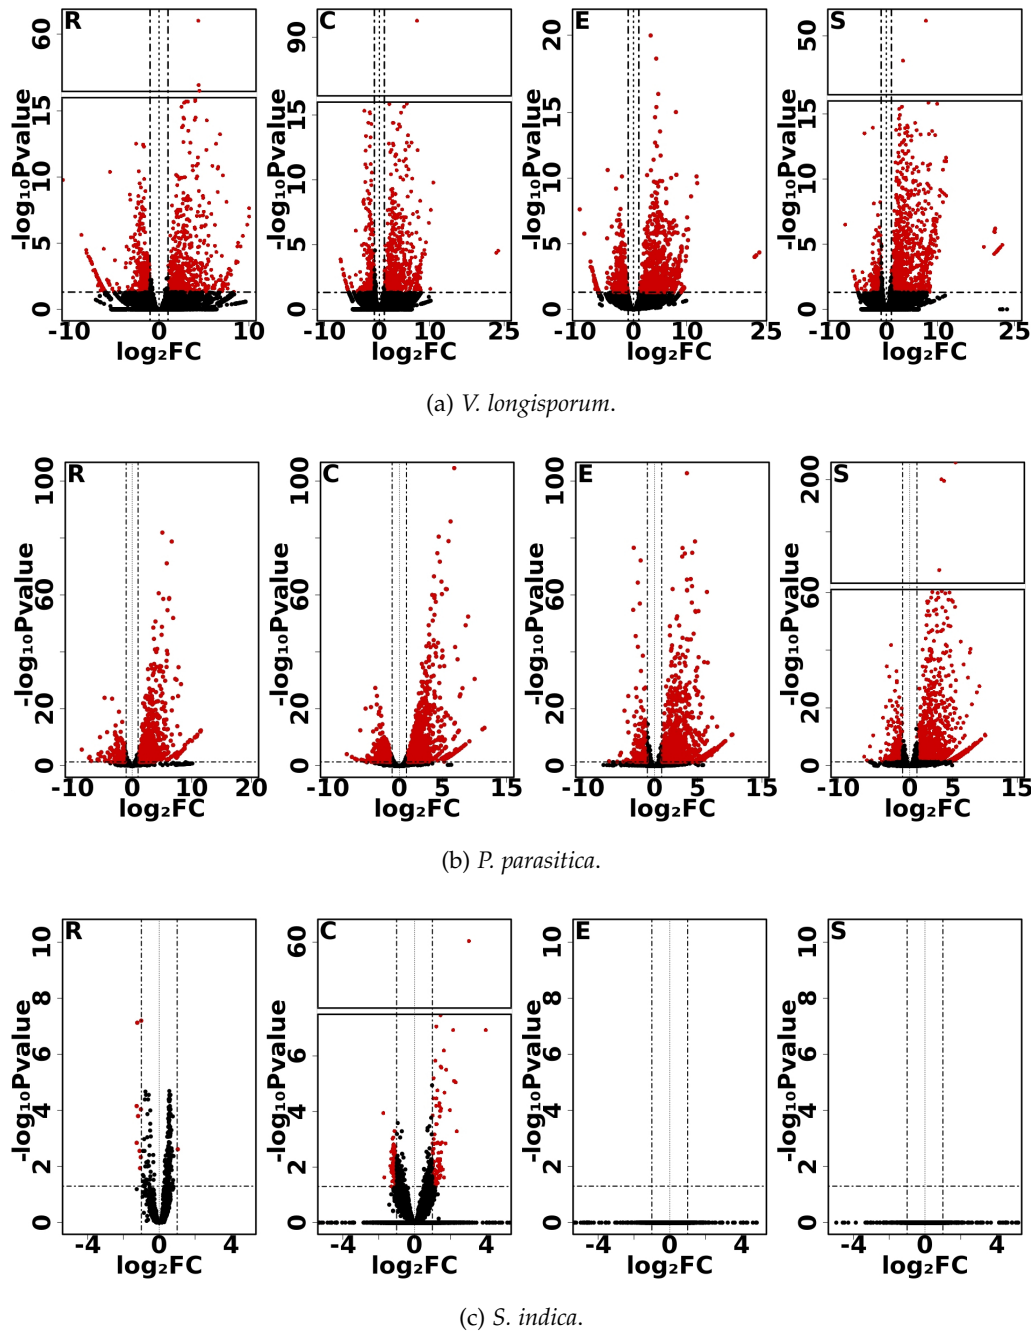 R C E S
60 90 20 50
15 15 15 15
10 10 10 10
5 5 5 5
0 0 0 0
-log₁₀Pvalue -log₁₀Pvalue -log₁₀Pvalue -log₁₀Pvalue
-10 0 10 -10 0 10 25 -10 0 10 25 -10 0 10 25
log₂FC log₂FC log₂FC log₂FC
(a) V. longisporum.
R C E S
100 100 100 200
60 60 60 60
20 20 20 20
0 0 0 0
-log₁₀Pvalue -log₁₀Pvalue -log₁₀Pvalue -log₁₀Pvalue
-10 0 10 20 -10 0 5 15 -10 0 5 15 -10 0 5 15
log₂FC log₂FC log₂FC log₂FC
(b) P. parasitica.
R C E S
10 60 10 10
8 8 8
6 6 6 6
4 4 4 4
2 2 2 2
0 0 0 0
-log₁₀Pvalue -log₁₀Pvalue -log₁₀Pvalue -log₁₀Pvalue
-4 0 4 -4 0 4 -4 0 4 -4 0 4
log₂FC log₂FC log₂FC log₂FC
(c) S. indica.